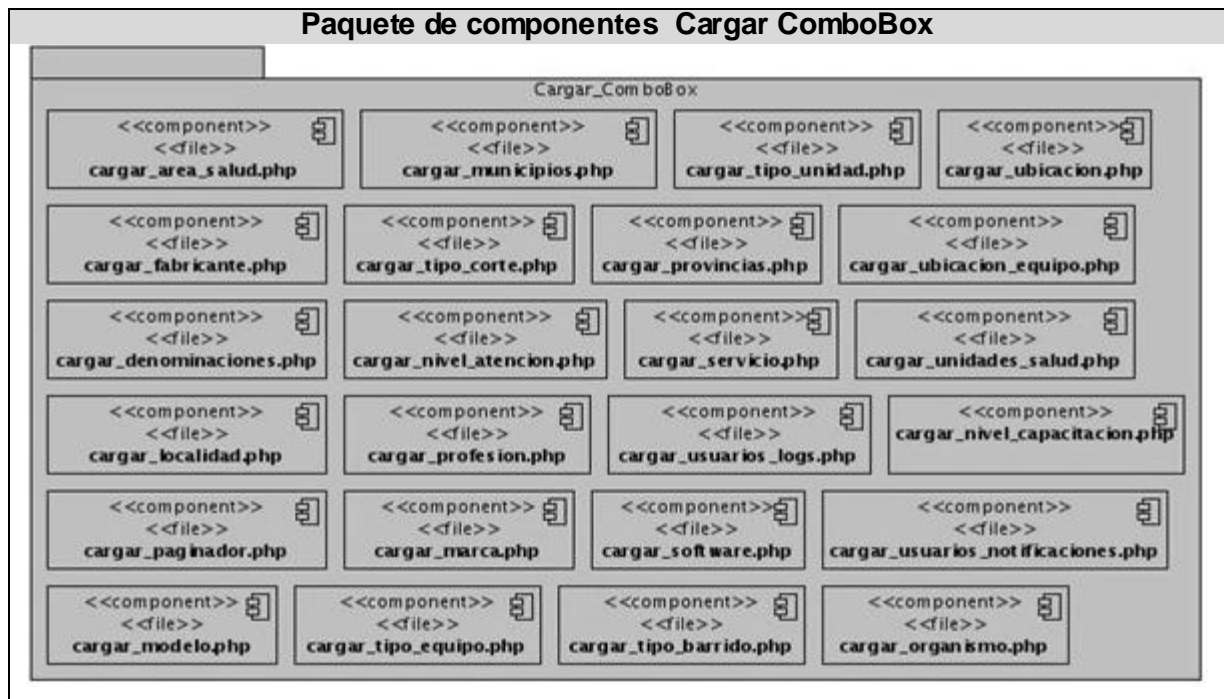 Paquete de componentes Cargar ComboBox
Cargar_ComboBox
<<component>>
<<file>>
cargar_area_salud.php
<<component>>
<<file>>
cargar_municipios.php
<<component>>
<<file>>
cargar_tipo_unidad.php
<<component>>
<<file>>
cargar_ubicacion.php
<<component>>
<<file>>
cargar_fabricante.php
<<component>>
<<file>>
cargar_tipo_corte.php
<<component>>
<<file>>
cargar_provincias.php
<<component>>
<<file>>
cargar_ubicacion_equipo.php
<<component>>
<<file>>
cargar_denominaciones.php
<<component>>
<<file>>
cargar_nivel_atencion.php
<<component>>
<<file>>
cargar_servicio.php
<<component>>
<<file>>
cargar_unidades_salud.php
<<component>>
<<file>>
cargar_localidad.php
<<component>>
<<file>>
cargar_profesion.php
<<component>>
<<file>>
cargar_usuarios_logs.php
<<component>>
cargar_nivel_capacitacion.php
<<component>>
<<file>>
cargar_paginador.php
<<component>>
<<file>>
cargar_marca.php
<<component>>
<<file>>
cargar_software.php
<<component>>
<<file>>
cargar_usuarios_notificaciones.php
<<component>>
<<file>>
cargar_modelo.php
<<component>>
<<file>>
cargar_tipo_equipo.php
<<component>>
<<file>>
cargar_tipo_barrido.php
<<component>>
<<file>>
cargar_organismo.php